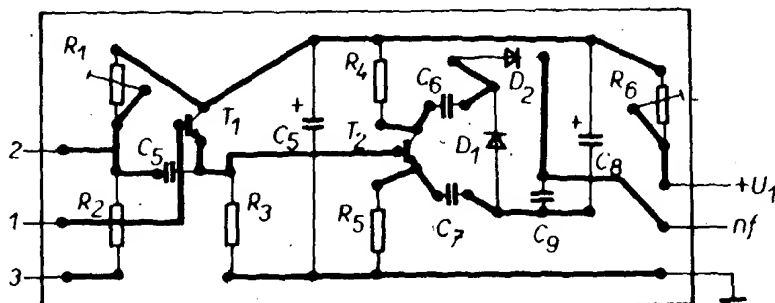 R1
R4
C6
D2
R6
T1
+
2
C5
C5
T2
D1
+
C8
1
R2
R3
R5
C7
C9
+U1
nf
3